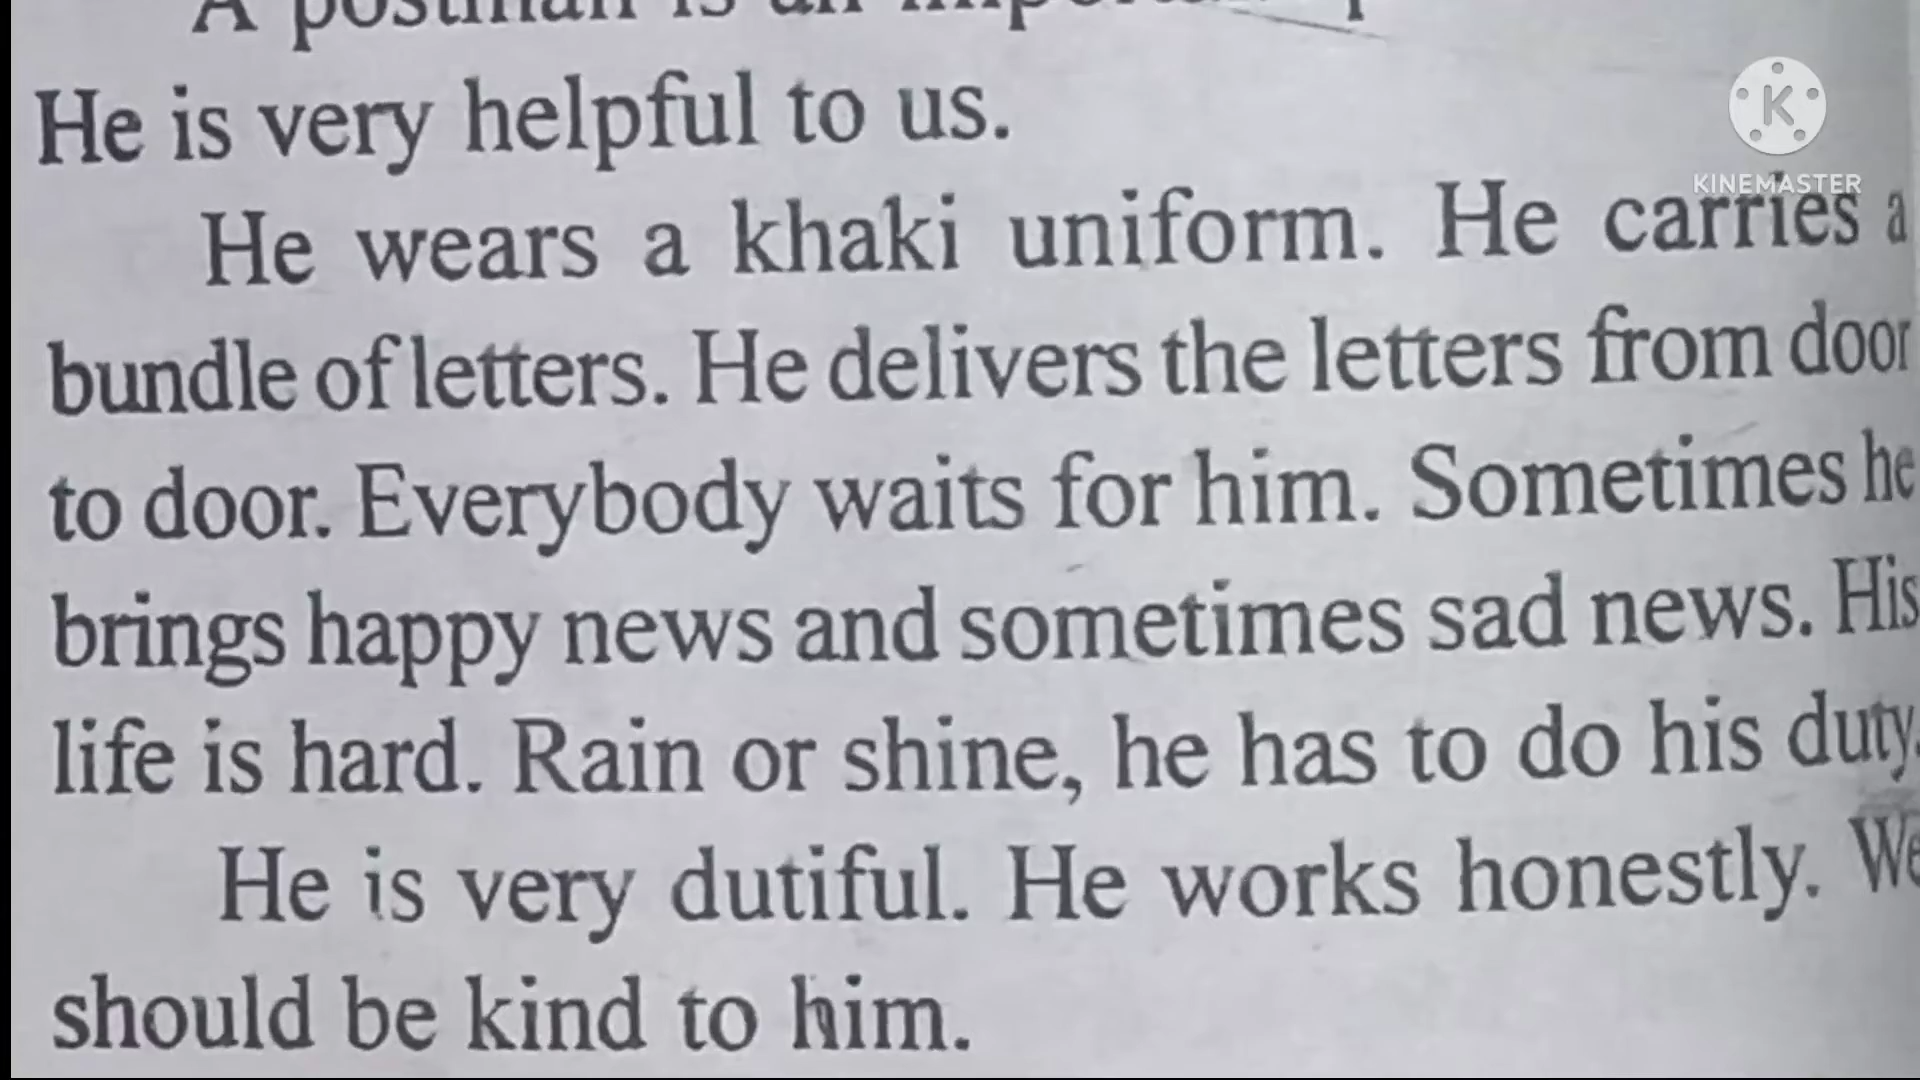 A postman is an
He is very helpful to us.
KINEMASTER
He wears a khaki uniform. He carries a
bundle of letters. He delivers the letters from door
to door. Everybody waits for him. Sometimes he
brings happy news and sometimes sad news. His
life is hard. Rain or shine, he has to do his duty.
He is very dutiful. He works honestly. We
should be kind to him.